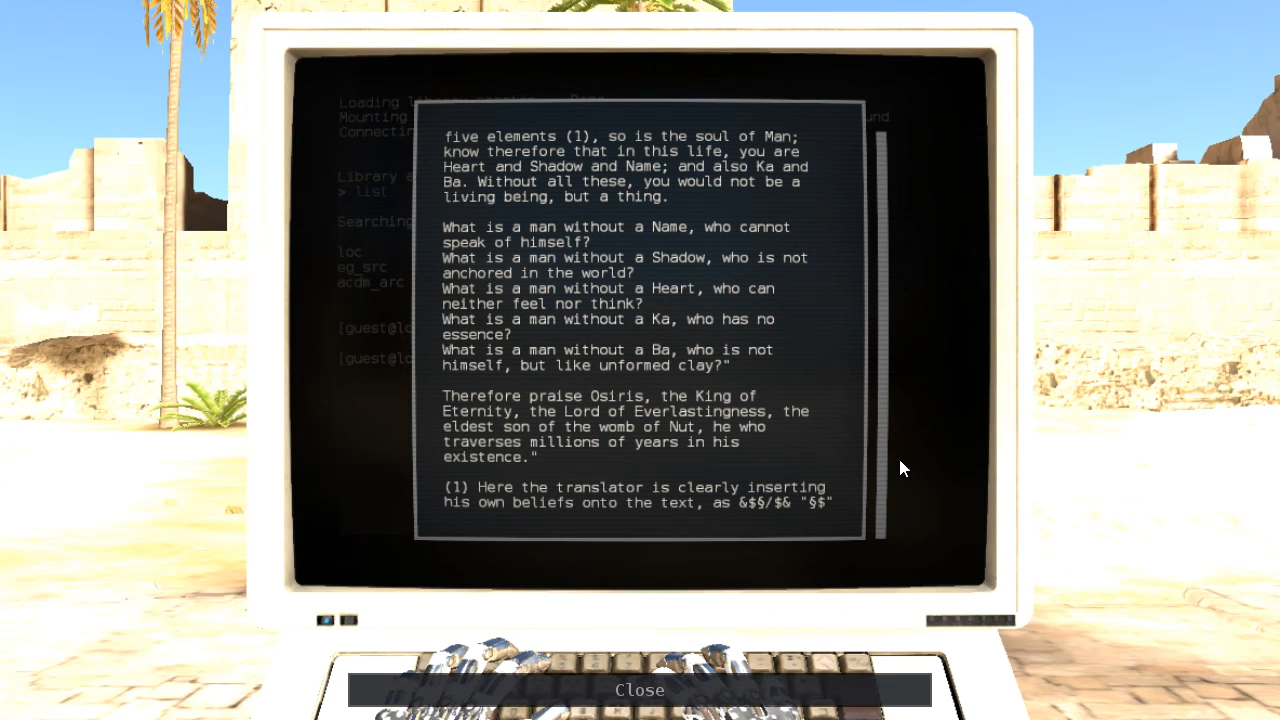 Loading
Mounting
und
Connectin
five elements (1), so is the soul of Man;
know therefore that in this life, you are
Heart and Shadow and Name; and also Ka and
Ba. Without all these, you would not be a
living being, but a thing.
Library a
> list
Searching
loc
eg_src
acdm_arc
[guest@lo
[guest@lo
What is a man without a Name, who cannot
speak of himself?
What is a man without a Shadow, who is not
anchored in the world?
What is a man without a Heart, who can
neither feel nor think?
What is a man without a Ka, who has no
essence?
What is a man without a Ba, who is not
himself, but like unformed clay?"
Therefore praise Osiris, the King of
Eternity, the Lord of Everlastingness, the
eldest son of the womb of Nut, he who
traverses millions of years in his
existence."
(1) Here the translator is clearly inserting
his own beliefs onto the text, as &$§/$& "§$"
Close